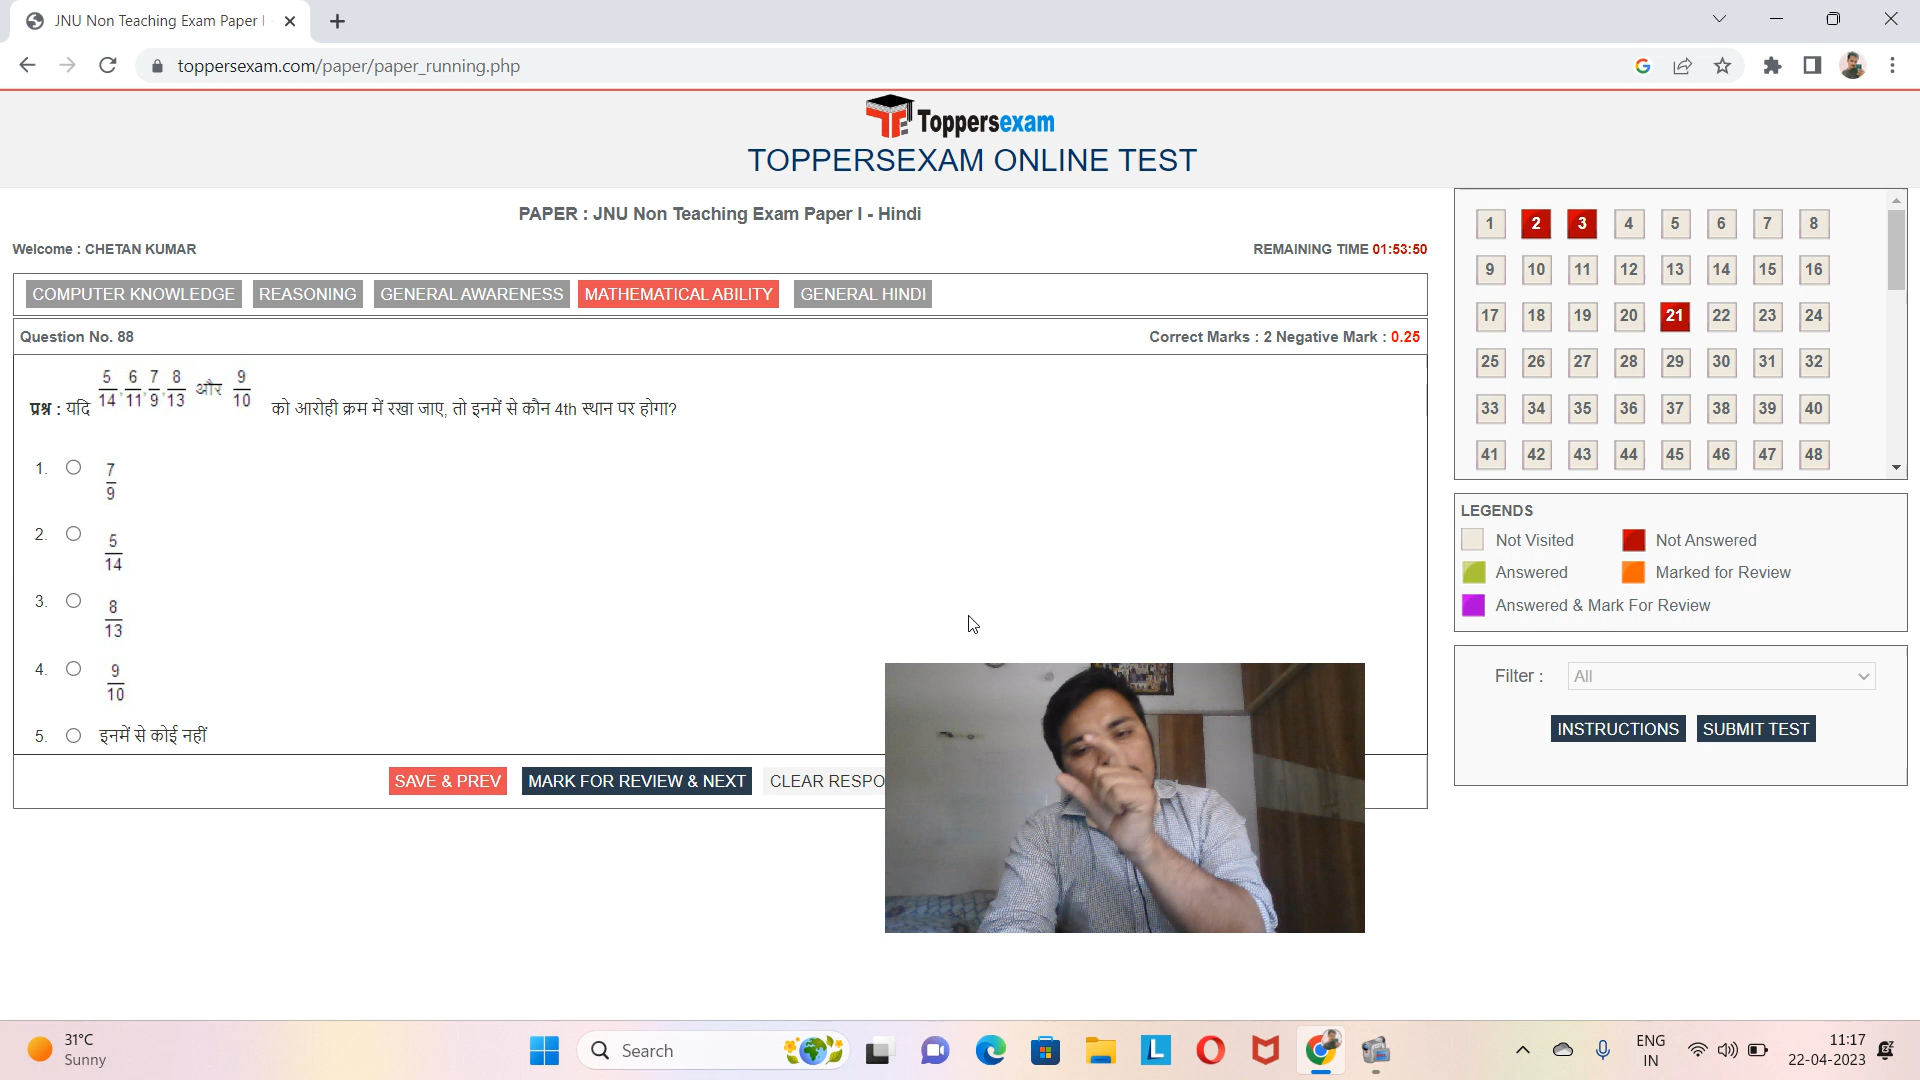 JNU Non Teaching Exam Paper I
toppersexam.com/paper/paper_running.php
Toppersexam
TOPPERSEXAM ONLINE TEST
PAPER : JNU Non Teaching Exam Paper I - Hindi
Welcome : CHETAN KUMAR
REMAINING TIME 01:53:50
COMPUTER KNOWLEDGE REASONING GENERAL AWARENESS MATHEMATICAL ABILITY GENERAL HINDI
Question No. 88
Correct Marks : 2 Negative Mark : 0.25
प्रश्न : यदि 5/14, 6/11, 7/9, 8/13 और 9/10 को आरोही क्रम में रखा जाए, तो इनमें से कौन 4th स्थान पर होगा?
1. 7/9
2. 5/14
3. 8/13
4. 9/10
5. इनमें से कोई नहीं
SAVE & PREV MARK FOR REVIEW & NEXT CLEAR RESPO
1 2 3 4 5 6 7 8
9 10 11 12 13 14 15 16
17 18 19 20 21 22 23 24
25 26 27 28 29 30 31 32
33 34 35 36 37 38 39 40
41 42 43 44 45 46 47 48
LEGENDS
Not Visited Not Answered
Answered Marked for Review
Answered & Mark For Review
Filter : All
INSTRUCTIONS SUBMIT TEST
31°C
Sunny
Search
ENG
IN
11:17
22-04-2023